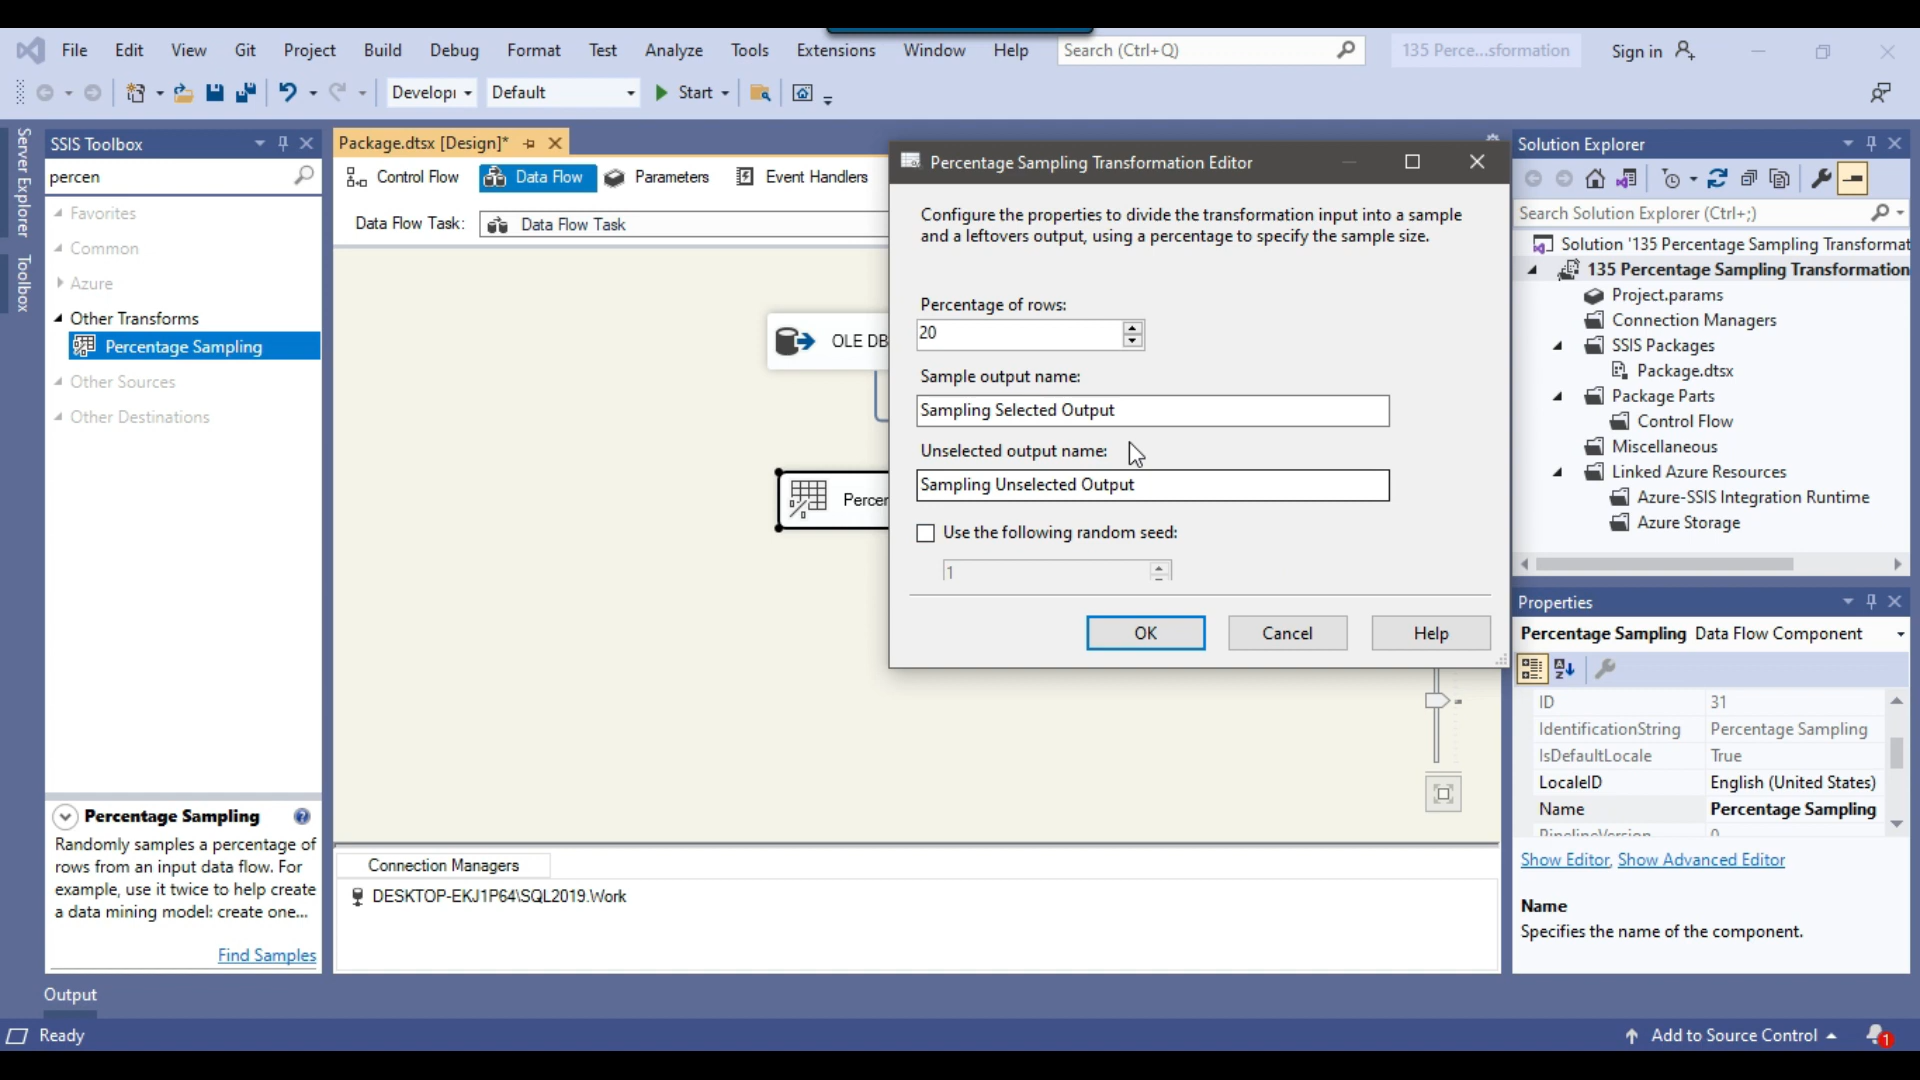 File Edit View Git Project Build Debug Format Test Analyze Tools Extensions Window Help Search (Ctrl+Q) 135 Perce...sformation Sign in
Develop Default Start
Server Explorer
Toolbox
SSIS Toolbox
percen
Favorites
Common
Azure
Other Transforms
Percentage Sampling
Other Sources
Other Destinations
Percentage Sampling
Randomly samples a percentage of
rows from an input data flow. For
example, use it twice to help create
a data mining model: create one...
Find Samples
Package.dtsx [Design]*
Control Flow Data Flow Parameters Event Handlers
Data Flow Task: Data Flow Task
OLE DB
Percen
Percentage Sampling Transformation Editor
Configure the properties to divide the transformation input into a sample
and a leftovers output, using a percentage to specify the sample size.
Percentage of rows:
20
Sample output name:
Sampling Selected Output
Unselected output name:
Sampling Unselected Output
Use the following random seed:
1
OK Cancel Help
Connection Managers
DESKTOP-EKJ1P64\SQL2019.Work
Solution Explorer
Search Solution Explorer (Ctrl+;)
Solution '135 Percentage Sampling Transformat
135 Percentage Sampling Transformation
Project.params
Connection Managers
SSIS Packages
Package.dtsx
Package Parts
Control Flow
Miscellaneous
Linked Azure Resources
Azure-SSIS Integration Runtime
Azure Storage
Properties
Percentage Sampling Data Flow Component
ID 31
IdentificationString Percentage Sampling
IsDefaultLocale True
LocaleID English (United States)
Name Percentage Sampling
PipelineVersion 0
Show Editor, Show Advanced Editor
Name
Specifies the name of the component.
Output
Ready
Add to Source Control 1